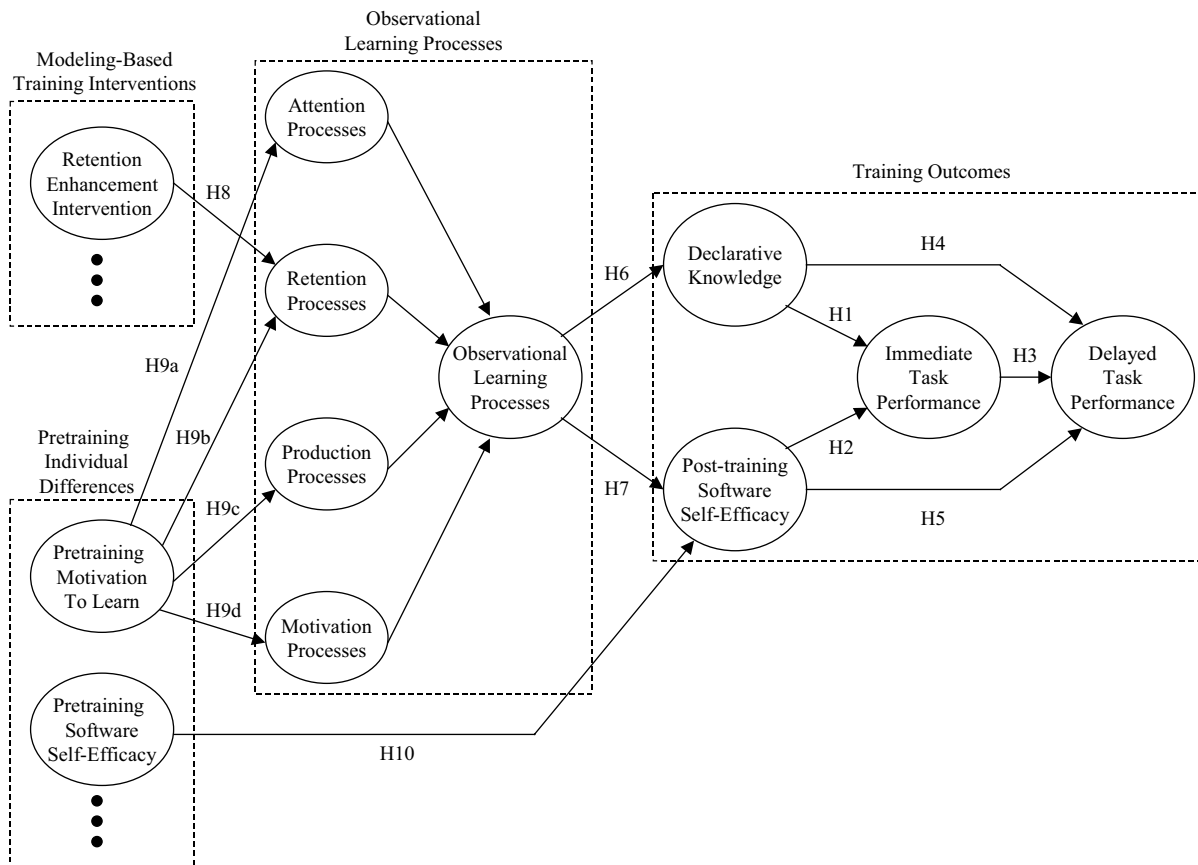 Observational
Learning Processes
Modeling-Based
Training Interventions
Attention
Processes
Retention
Enhancement
Intervention
H8
Training Outcomes
Retention
Processes
H6
Declarative
Knowledge
H4
H1
H9a
Observational
Learning
Processes
Immediate
Task
Performance
H3
Delayed
Task
Performance
H9b
Pretraining
Individual
Differences
Production
Processes
H2
H7
Post-training
Software
Self-Efficacy
H5
H9c
Pretraining
Motivation
To Learn
H9d
Motivation
Processes
Pretraining
Software
Self-Efficacy
H10